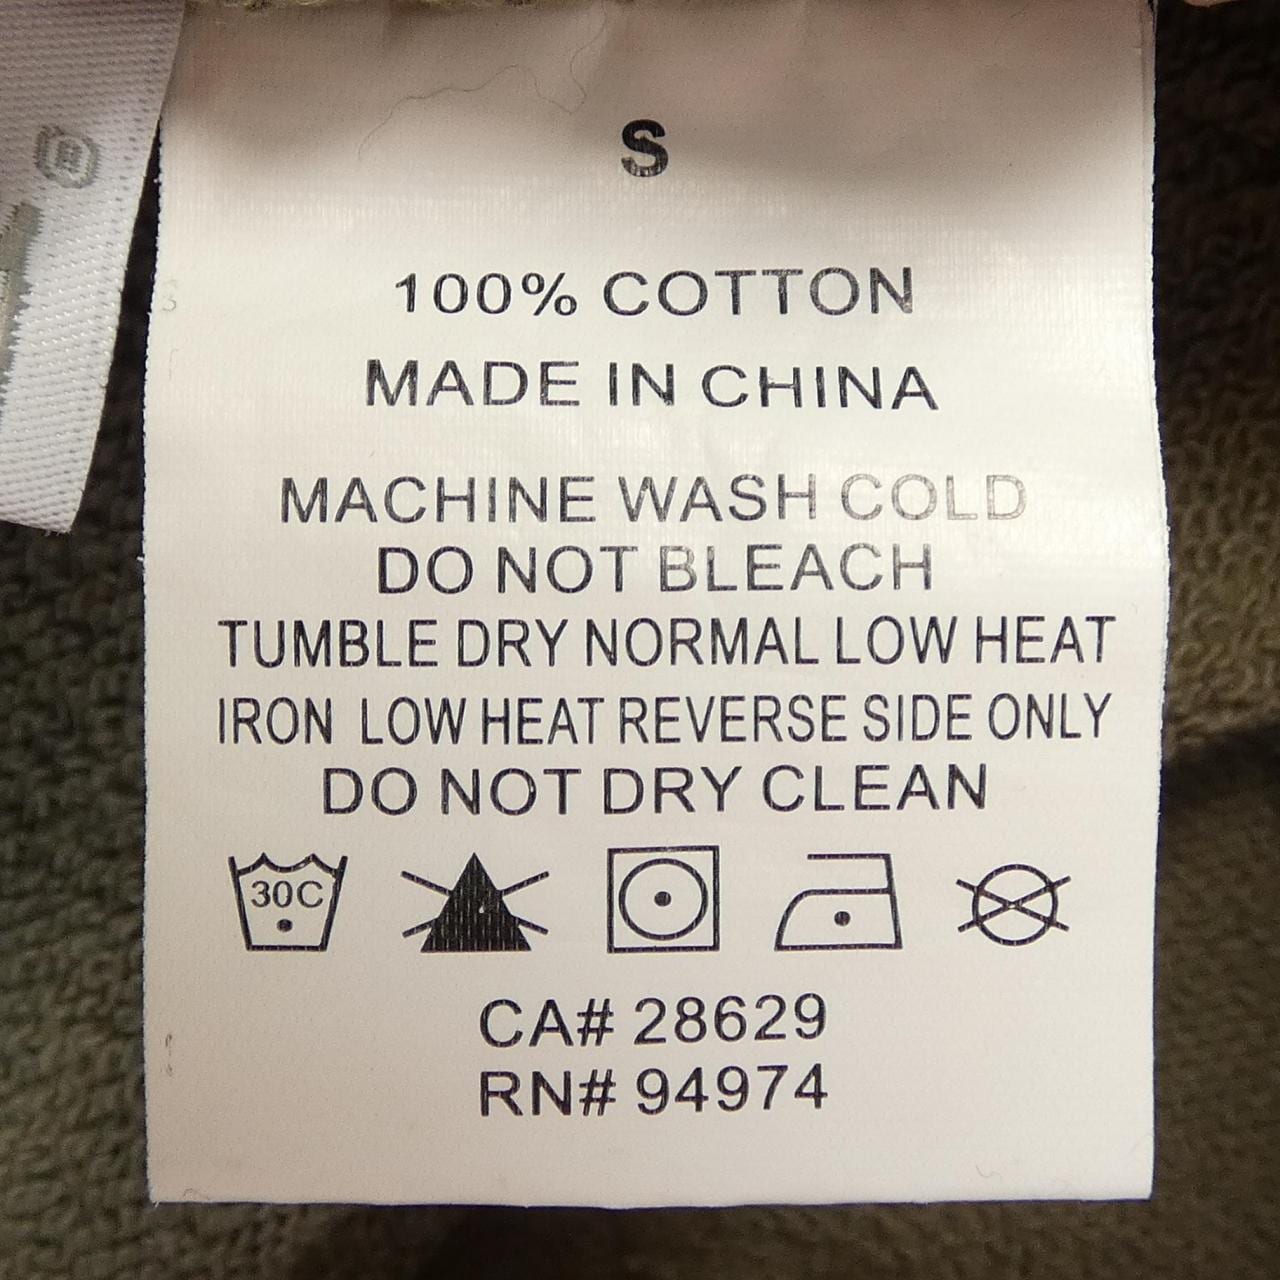 S
100% COTTON
MADE IN CHINA
MACHINE WASH COLD
DO NOT BLEACH
TUMBLE DRY NORMAL LOW HEAT
IRON LOW HEAT REVERSE SIDE ONLY
DO NOT DRY CLEAN
30C
CA# 28629
RN# 94974